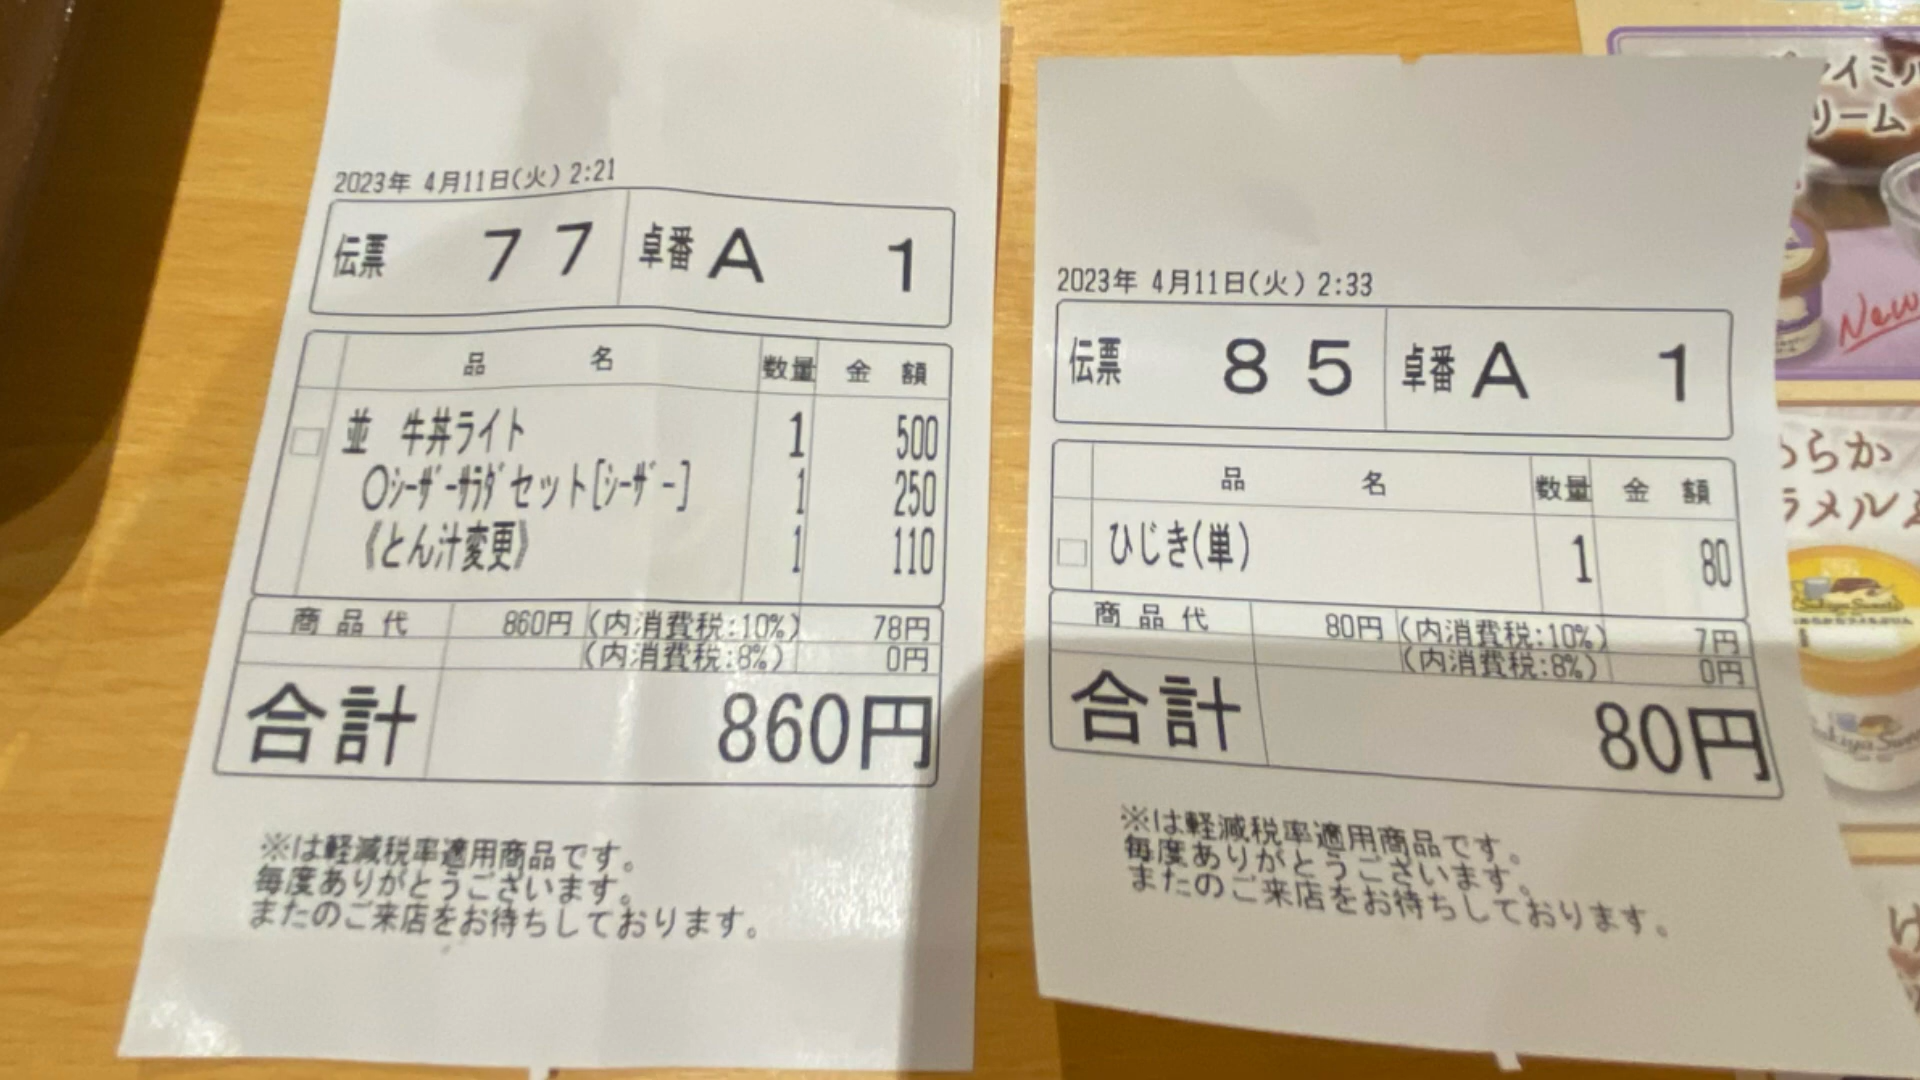 2023年 4月11日(火) 2:21
伝票 77 卓番 A 1
品名 数量 金額
並 牛丼ライト 1 500
〇シーザーサラダセット[シーザー] 1 250
《とん汁変更》 1 110
商品代 860円 (内消費税:10%) 78円
(内消費税:8%) 0円
合計 860円
※は軽減税率適用商品です。
毎度ありがとうございます。
またのご来店をお待ちしております。
2023年 4月11日(火) 2:33
伝票 85 卓番 A 1
品名 数量 金額
ひじき(単) 1 80
商品代 80円 (内消費税:10%) 7円
(内消費税:8%) 0円
合計 80円
※は軽減税率適用商品です。
毎度ありがとうございます。
またのご来店をお待ちしております。
リーム
New
らか
ラメル